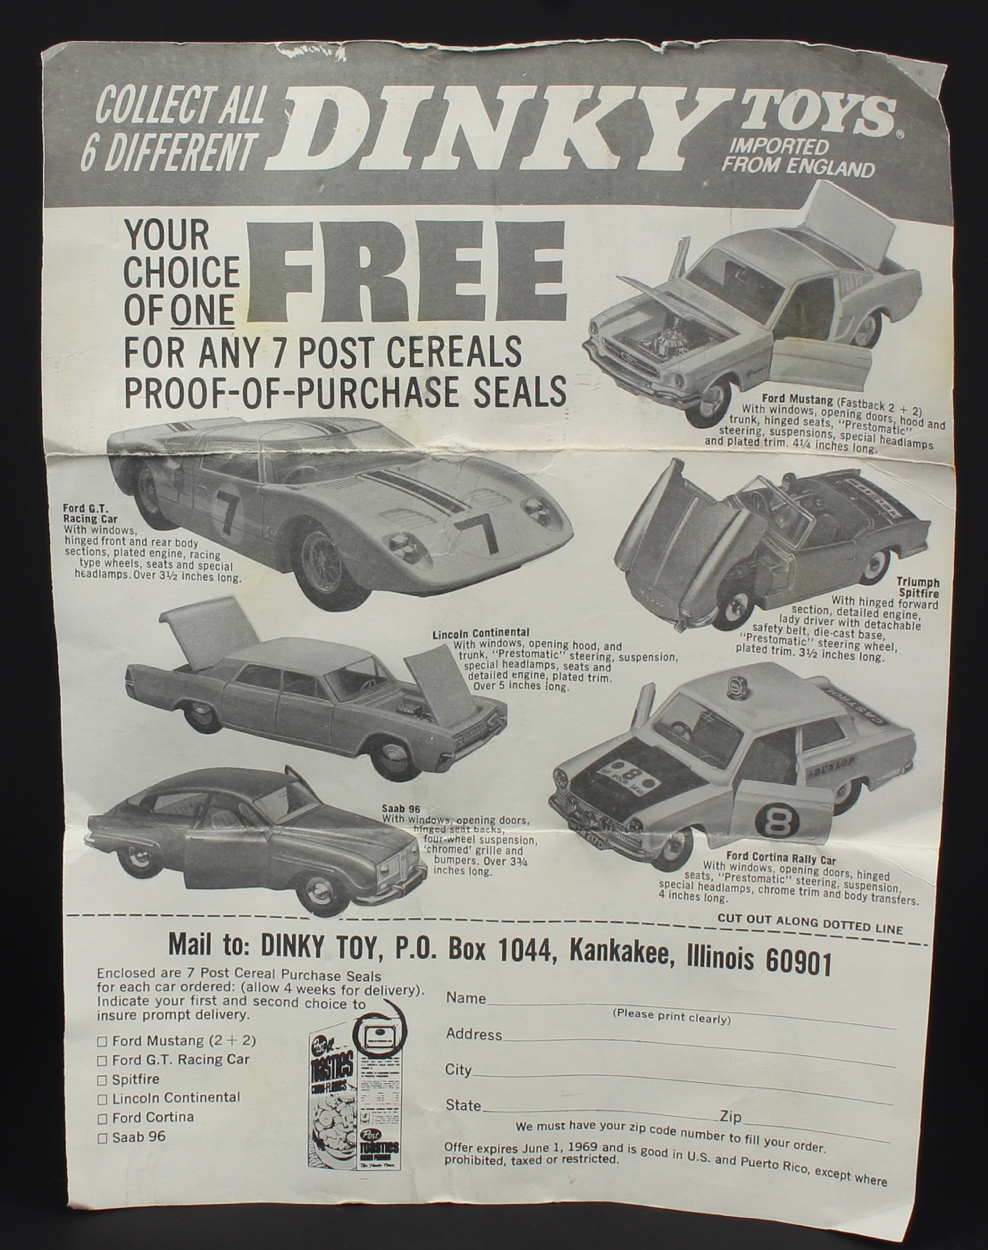 COLLECT ALL
6 DIFFERENT
DINKY TOYS®
IMPORTED
FROM ENGLAND
YOUR
CHOICE
OF ONE
FREE
FOR ANY 7 POST CEREALS
PROOF-OF-PURCHASE SEALS
Ford Mustang (Fastback 2 + 2)
With windows, opening doors, hood and
trunk, hinged seats, "Prestomatic"
steering, suspensions, special headlamps
and plated trim. 4¼ inches long.
7
7
Ford G.T.
Racing Car
With windows,
hinged front and rear body
sections, plated engine, racing
type wheels, seats and special
headlamps. Over 3½ inches long.
Triumph
Spitfire
With hinged forward
section, detailed engine,
lady driver with detachable
safety belt, die-cast base,
"Prestomatic" steering wheel,
plated trim. 3½ inches long.
Lincoln Continental
With windows, opening hood, and
trunk, "Prestomatic" steering, suspension,
special headlamps, seats and
detailed engine, plated trim.
Over 5 inches long.
CASTROL
DUNLOP
8
8
Saab 96
With windows, opening doors,
hinged seat backs,
four-wheel suspension,
'chromed' grille and
bumpers. Over 3¾
inches long.
Ford Cortina Rally Car
With windows, opening doors, hinged
seats, "Prestomatic" steering, suspension,
special headlamps, chrome trim and body transfers.
4 inches long.
CUT OUT ALONG DOTTED LINE
Mail to: DINKY TOY, P.O. Box 1044, Kankakee, Illinois 60901
Enclosed are 7 Post Cereal Purchase Seals
for each car ordered: (allow 4 weeks for delivery).
Indicate your first and second choice to
insure prompt delivery.
Ford Mustang (2 + 2)
Ford G.T. Racing Car
Spitfire
Lincoln Continental
Ford Cortina
Saab 96
TOASTIES
CORN FLAKES
Post
TOASTIES
CORN FLAKES
Name
(Please print clearly)
Address
City
State Zip
We must have your zip code number to fill your order.
Offer expires June 1, 1969 and is good in U.S. and Puerto Rico, except where
prohibited, taxed or restricted.